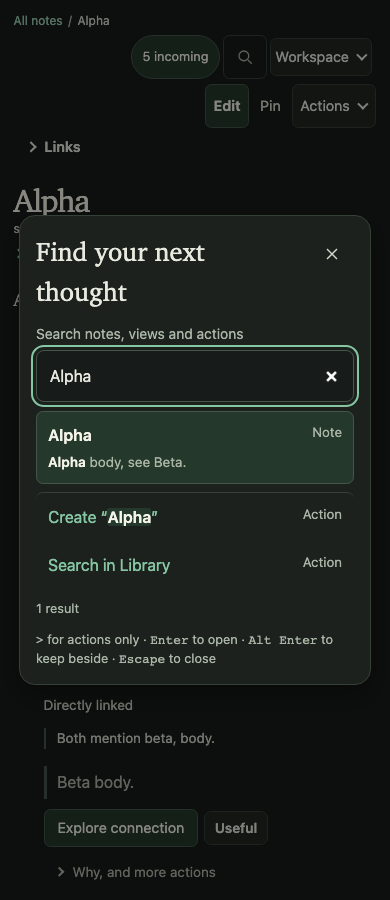 All notes / Alpha
5 incoming
Workspace
Edit Pin Actions
Links
Alpha
s
Find your next
thought
Search notes, views and actions
Alpha
Alpha Note
Alpha body, see Beta.
Create “Alpha” Action
Search in Library Action
1 result
> for actions only · Enter to open · Alt Enter to
keep beside · Escape to close
Directly linked
Both mention beta, body.
Beta body.
Explore connection Useful
Why, and more actions